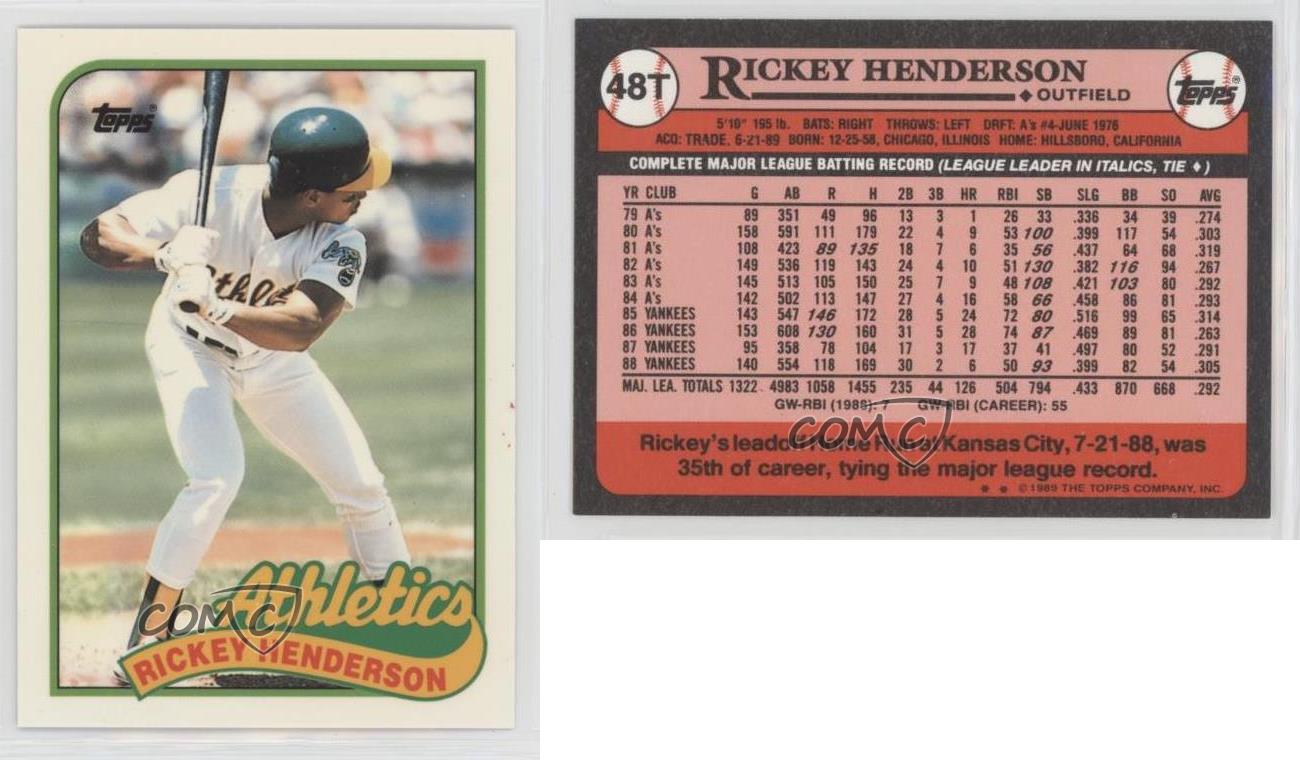 Topps®
Athletics
Athletics
RICKEY HENDERSON
COMC
48T
RICKEY HENDERSON
♦ OUTFIELD
Topps®
5'10" 195 lb. BATS: RIGHT THROWS: LEFT DRFT: A's #4-JUNE 1976
ACQ: TRADE, 6-21-89 BORN: 12-25-58, CHICAGO, ILLINOIS HOME: HILLSBORO, CALIFORNIA
COMPLETE MAJOR LEAGUE BATTING RECORD (LEAGUE LEADER IN ITALICS, TIE ♦)
YR CLUB G AB R H 2B 3B HR RBI SB SLG BB SO AVG
79 A's 89 351 49 96 13 3 1 26 33 .336 34 39 .274
80 A's 158 591 111 179 22 4 9 53 100 .399 117 54 .303
81 A's 108 423 89 135 18 7 6 35 56 .437 64 68 .319
82 A's 149 536 119 143 24 4 10 51 130 .382 116 94 .267
83 A's 145 513 105 150 25 7 9 48 108 .421 103 80 .292
84 A's 142 502 113 147 27 4 16 58 66 .458 86 81 .293
85 YANKEES 143 547 146 172 28 5 24 72 80 .516 99 65 .314
86 YANKEES 153 608 130 160 31 5 28 74 87 .469 89 81 .263
87 YANKEES 95 358 78 104 17 3 17 37 41 .497 80 52 .291
88 YANKEES 140 554 118 169 30 2 6 50 93 .399 82 54 .305
MAJ. LEA. TOTALS 1322 4983 1058 1455 235 44 126 504 794 .433 870 668 .292
GW-RBI (1988): 7 GW-RBI (CAREER): 55
COMC
Rickey's leadoff Home Run at Kansas City, 7-21-88, was
35th of career, tying the major league record.
** © 1989 THE TOPPS COMPANY, INC.